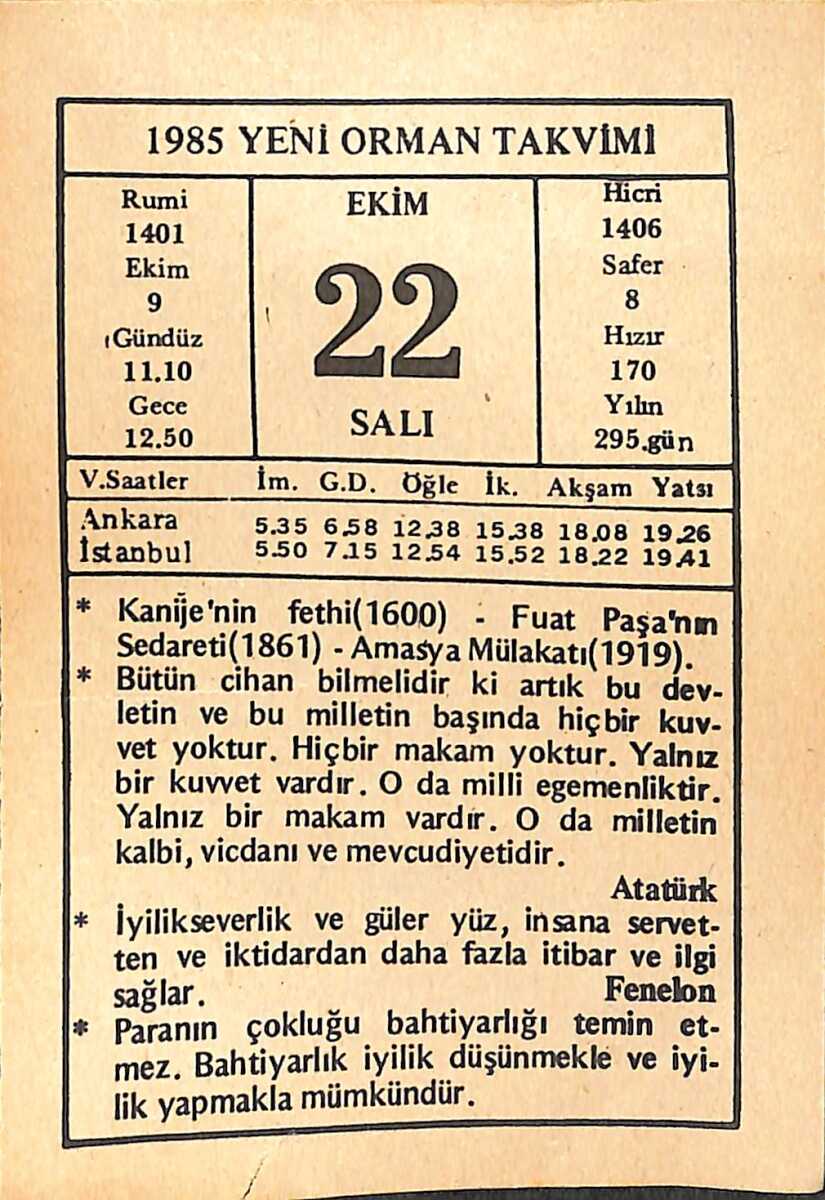 1985 YENİ ORMAN TAKVİMİ
Rumi
1401
Ekim
9
Gündüz
11.10
Gece
12.50
EKİM
22
SALI
Hicri
1406
Safer
8
Hızır
170
Yılın
295.gün
V.Saatler İm. G.D. Öğle İk. Akşam Yatsı
Ankara 5.35 6.58 12.38 15.38 18.08 19.26
İstanbul 5.50 7.15 12.54 15.52 18.22 19.41
* Kanije'nin fethi(1600) - Fuat Paşa'nın
Sedareti(1861) - Amasya Mülakatı(1919).
* Bütün cihan bilmelidir ki artık bu dev-
letin ve bu milletin başında hiçbir kuv-
vet yoktur. Hiçbir makam yoktur. Yalnız
bir kuvvet vardır. O da milli egemenliktir.
Yalnız bir makam vardır. O da milletin
kalbi, vicdanı ve mevcudiyetidir.
Atatürk
* İyilikseverlik ve güler yüz, insana servet-
ten ve iktidardan daha fazla itibar ve ilgi
sağlar. Fenelon
* Paranın çokluğu bahtiyarlığı temin et-
mez. Bahtiyarlık iyilik düşünmekle ve iyi-
lik yapmakla mümkündür.